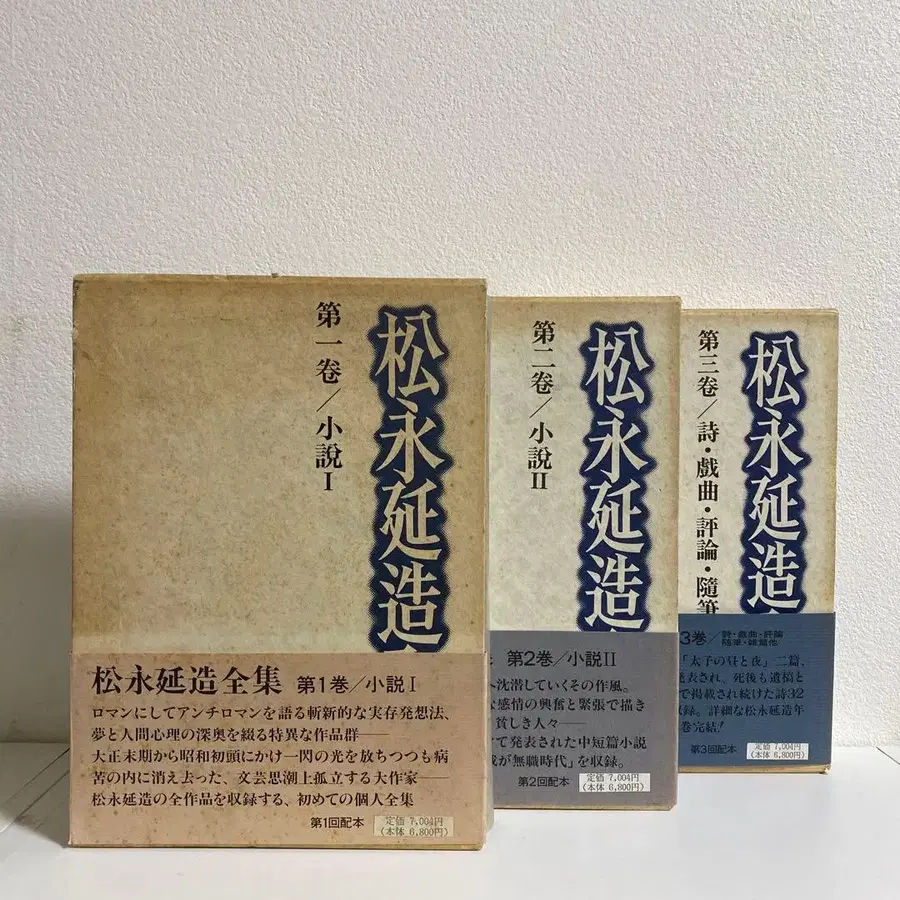 松永延造
第一巻/小説I
松永延造全集 第1巻/小説I
ロマンにしてアンチロマンを語る斬新的な実存発想法、
夢と人間心理の深奥を綴る特異な作品群──
大正末期から昭和初頭にかけ一閃の光を放ちつつも病
苦の内に消え去った、文芸思潮上孤立する大作家──
松永延造の全作品を収録する、初めての個人全集
第1回配本
定価 7,004円
(本体 6,800円)
松永延造
第二巻/小説II
第2巻/小説II
へ沈潜していくその作風。
な感情の興奮と緊張で描き
貧しき人々──
て発表された中短篇小説
が無職時代」を収録。
第2回配本
定価 7,004円
(本体 6,800円)
松永延造
第三巻/詩・戯曲・評論・随筆
3巻/詩・戯曲・評論
随筆・雑篇他
「太子の昼と夜」二篇、
発表され、死後も遺稿と
で掲載され続けた詩32
収録。詳細な松永延造年
巻完結!
第3回配本
定価 7,004円
(本体 6,800円)